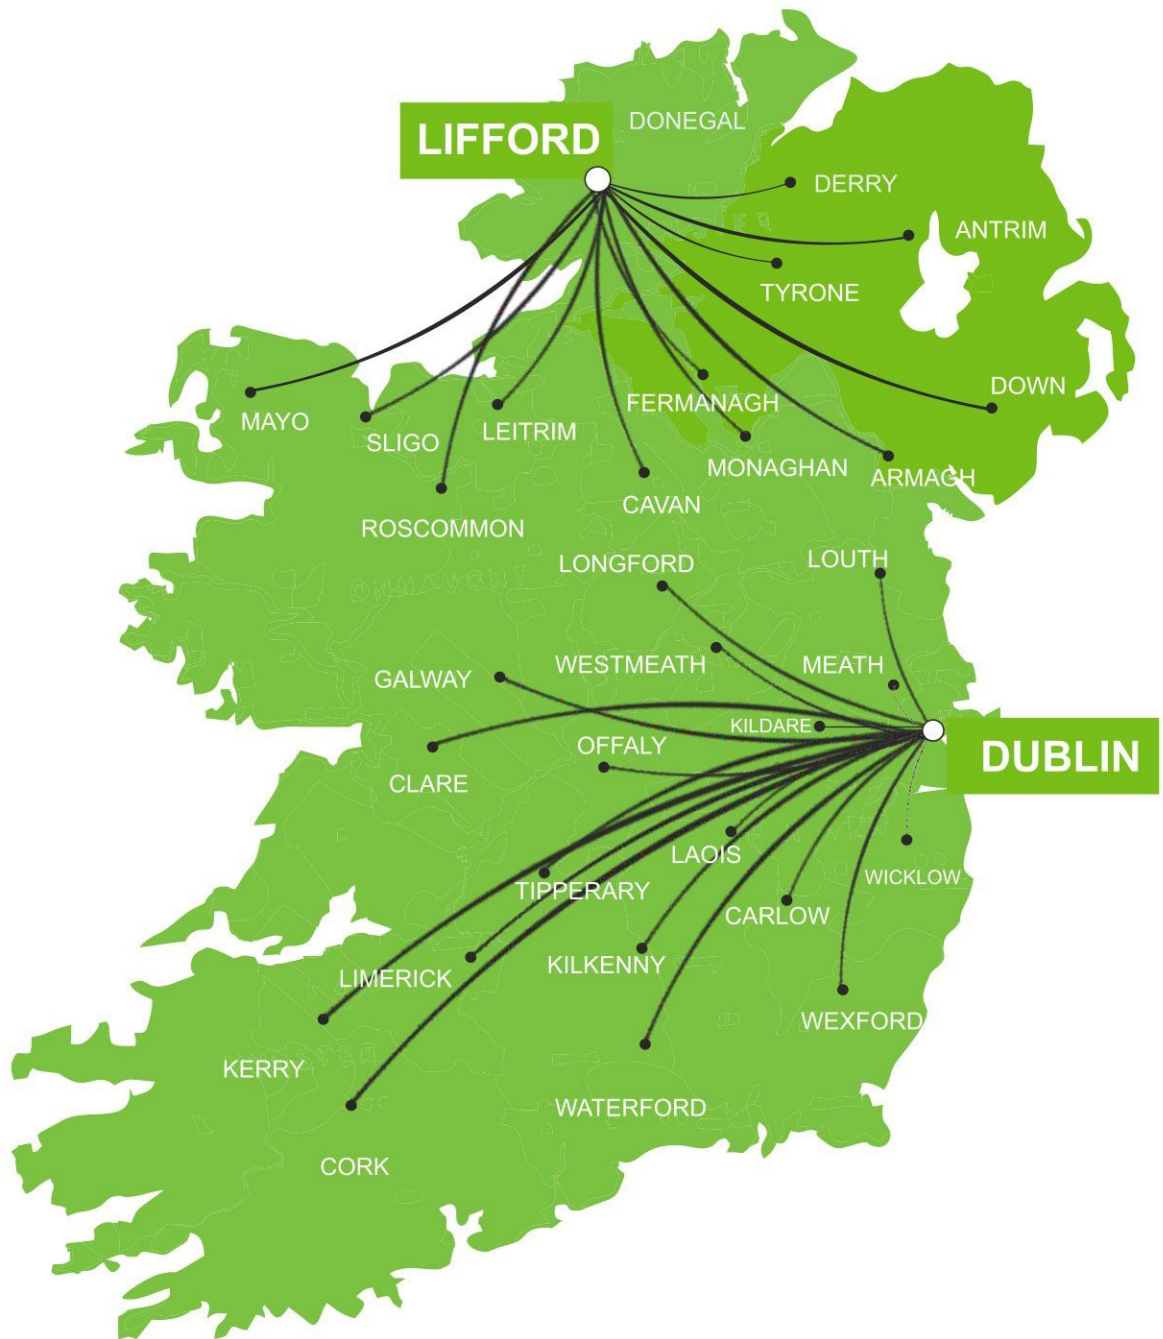 DONEGAL
LIFFORD
DERRY
ANTRIM
TYRONE
FERMANAGH
DOWN
MAYO
SLIGO
LEITRIM
MONAGHAN
ARMAGH
CAVAN
ROSCOMMON
LONGFORD
LOUTH
WESTMEATH
MEATH
GALWAY
KILDARE
OFFALY
DUBLIN
CLARE
LAOIS
WICKLOW
TIPPERARY
CARLOW
LIMERICK
KILKENNY
WEXFORD
KERRY
WATERFORD
CORK